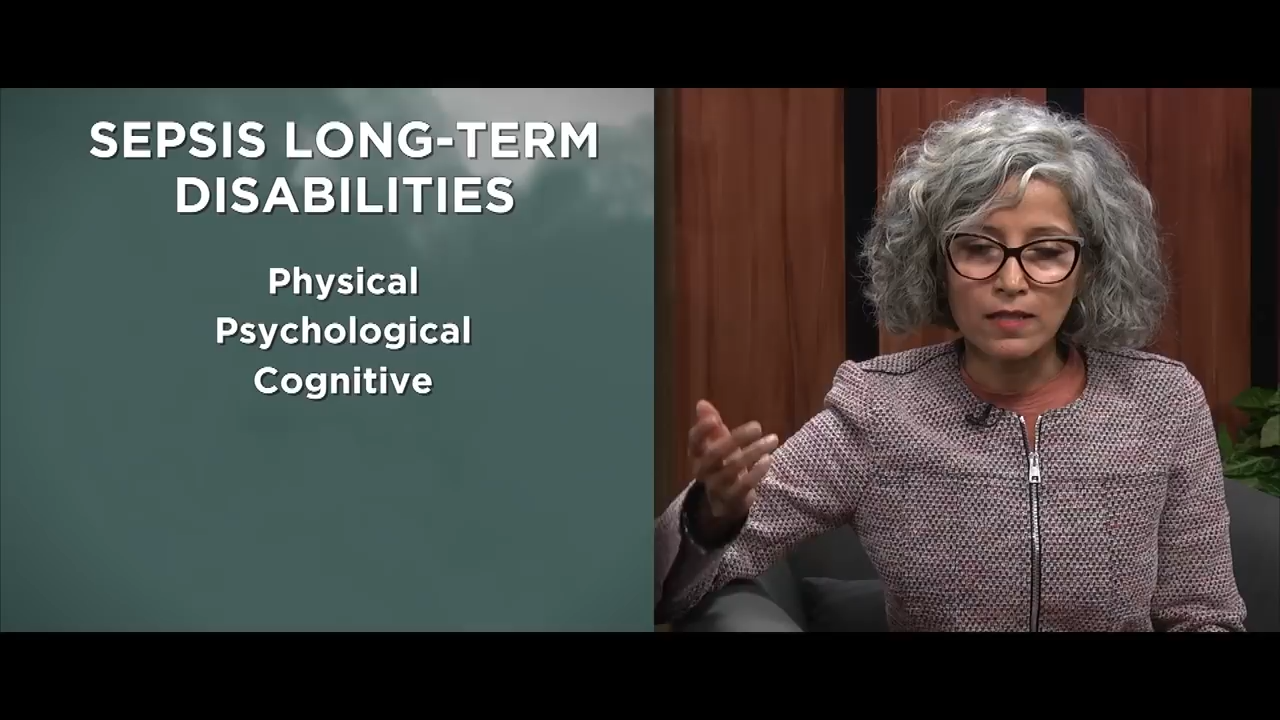 SEPSIS LONG-TERM
DISABILITIES
Physical
Psychological
Cognitive